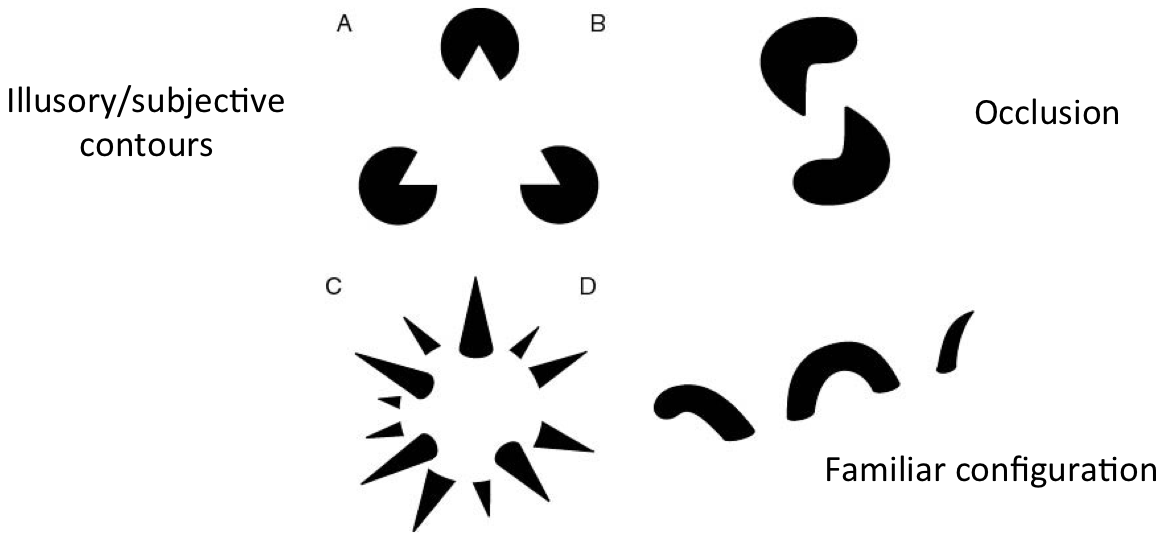 A
B
Illusory/subjective
contours
Occlusion
C
D
Familiar configuration